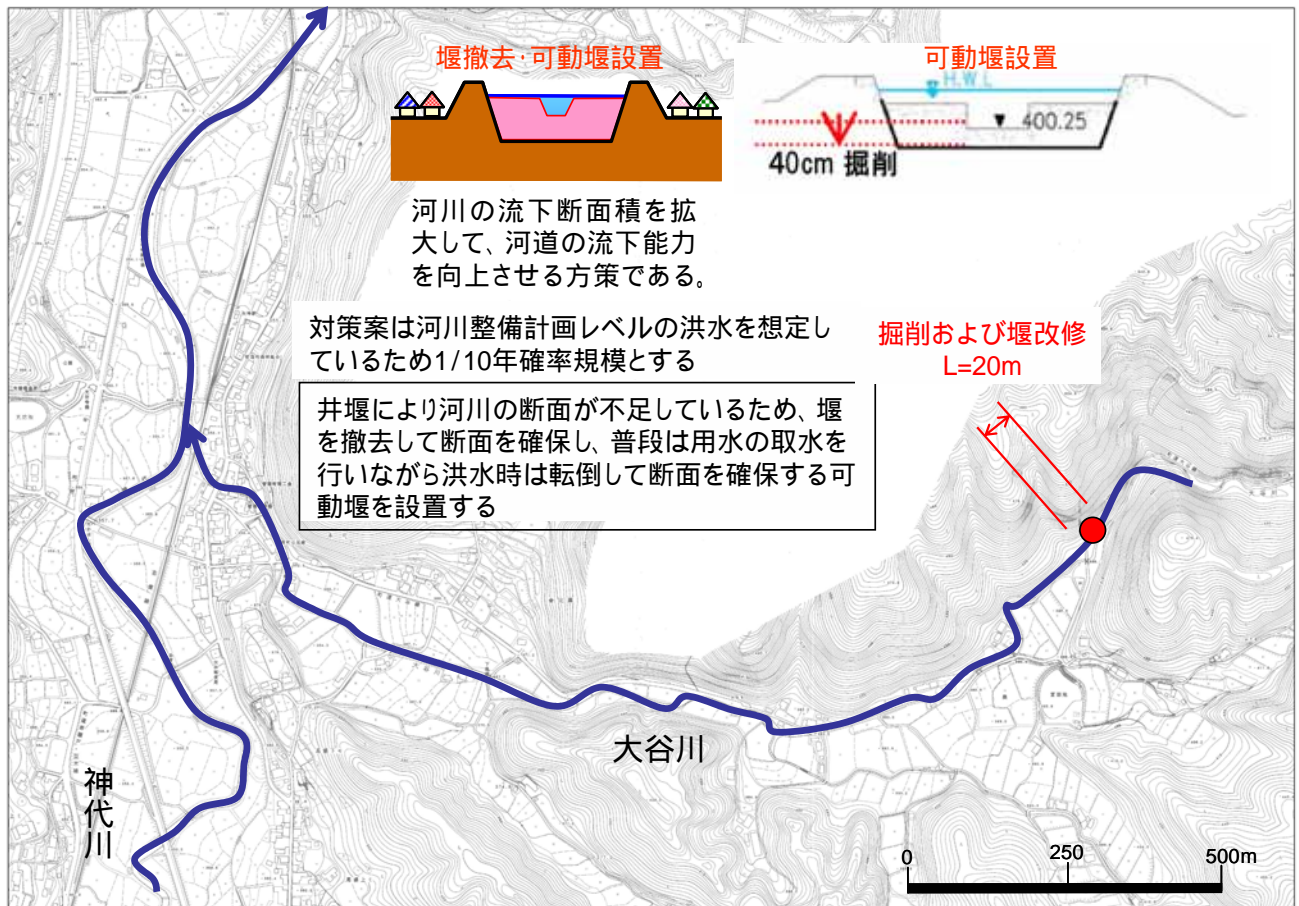 堰撤去・可動堰設置
可動堰設置
H.W.L
400.25
40cm 掘削
河川の流下断面積を拡
大して、河道の流下能力
を向上させる方策である。
対策案は河川整備計画レベルの洪水を想定し
ているため1/10年確率規模とする
掘削および堰改修
L=20m
井堰により河川の断面が不足しているため、堰
を撤去して断面を確保し、普段は用水の取水を
行いながら洪水時は転倒して断面を確保する可
動堰を設置する
大谷川
神代川
0 250 500m